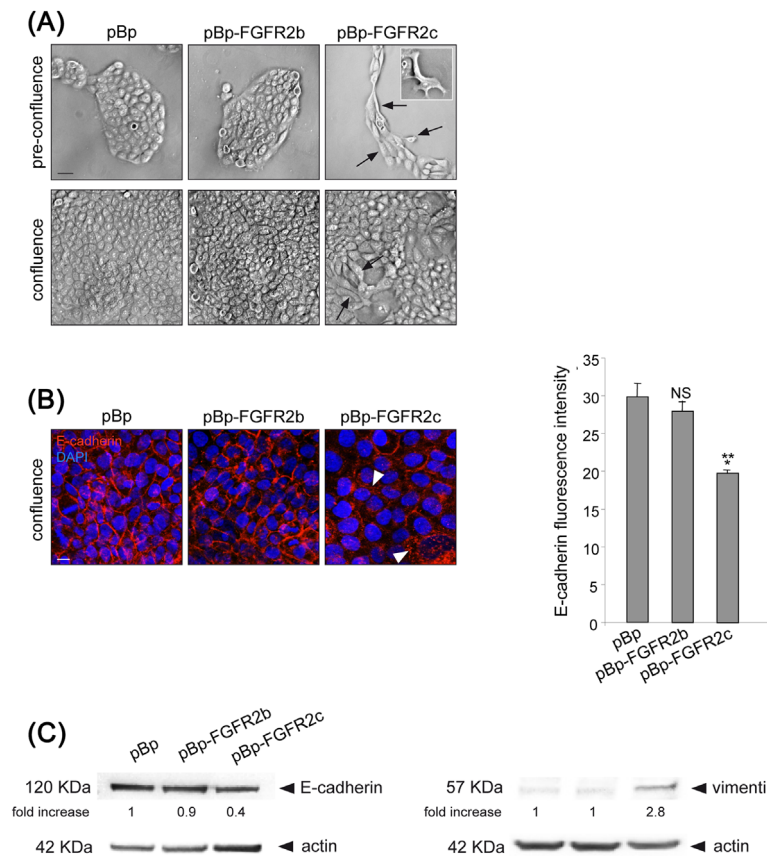 (A)
pBp pBp-FGFR2b pBp-FGFR2c
pre-confluence
confluence
(B)
pBp pBp-FGFR2b pBp-FGFR2c
E-cadherin
DAPI
confluence
E-cadherin fluorescence intensity
35
30
25
20
15
10
5
0
NS
**
*
pBp
pBp-FGFR2b
pBp-FGFR2c
(C)
pBp pBp-FGFR2b pBp-FGFR2c
120 KDa E-cadherin
fold increase 1 0.9 0.4
42 KDa actin
57 KDa vimenti
fold increase 1 1 2.8
42 KDa actin